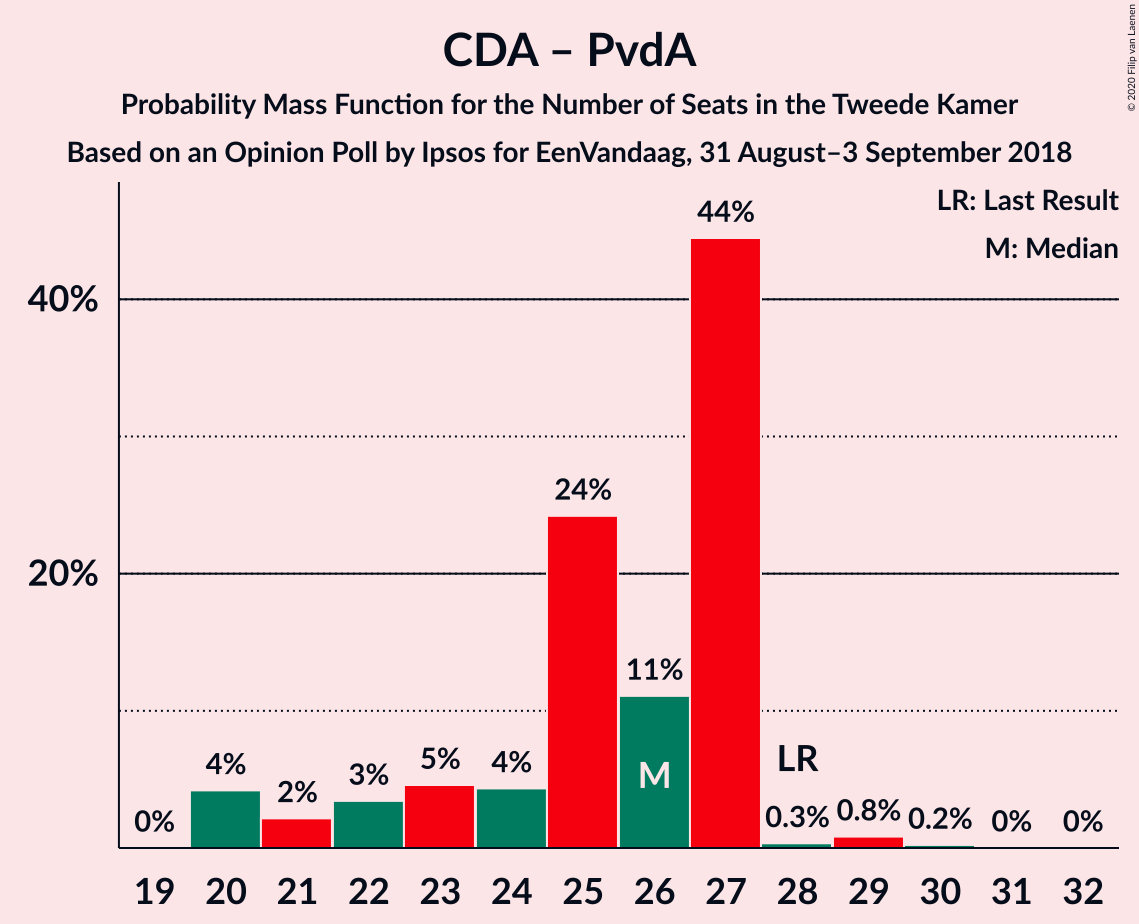 CDA – PvdA
Probability Mass Function for the Number of Seats in the Tweede Kamer
Based on an Opinion Poll by Ipsos for EenVandaag, 31 August–3 September 2018
© 2020 Filip van Laenen
LR: Last Result
M: Median
44%
40%
24%
20%
11%
M
LR
0%
4%
2%
3%
5%
4%
0.3%
0.8%
0.2%
0%
0%
19 20 21 22 23 24 25 26 27 28 29 30 31 32